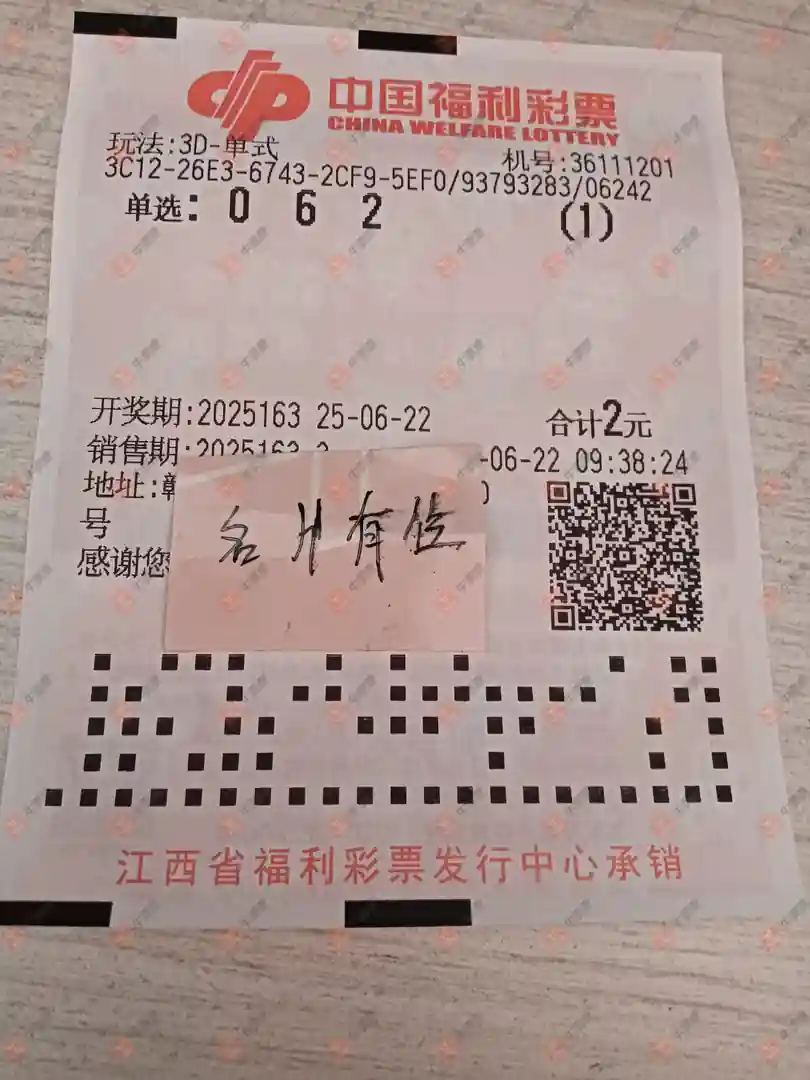 中国福利彩票
CHINA WELFARE LOTTERY
玩法:3D-单式
机号:36111201
3C12-26E3-6743-2CF9-5EF0/93793283/06242
单选: 0 6 2 (1)
开奖期:2025163 25-06-22 合计2元
销售期:2025163 -06-22 09:38:24
地址:赣
号
感谢您
有
江西省福利彩票发行中心承销